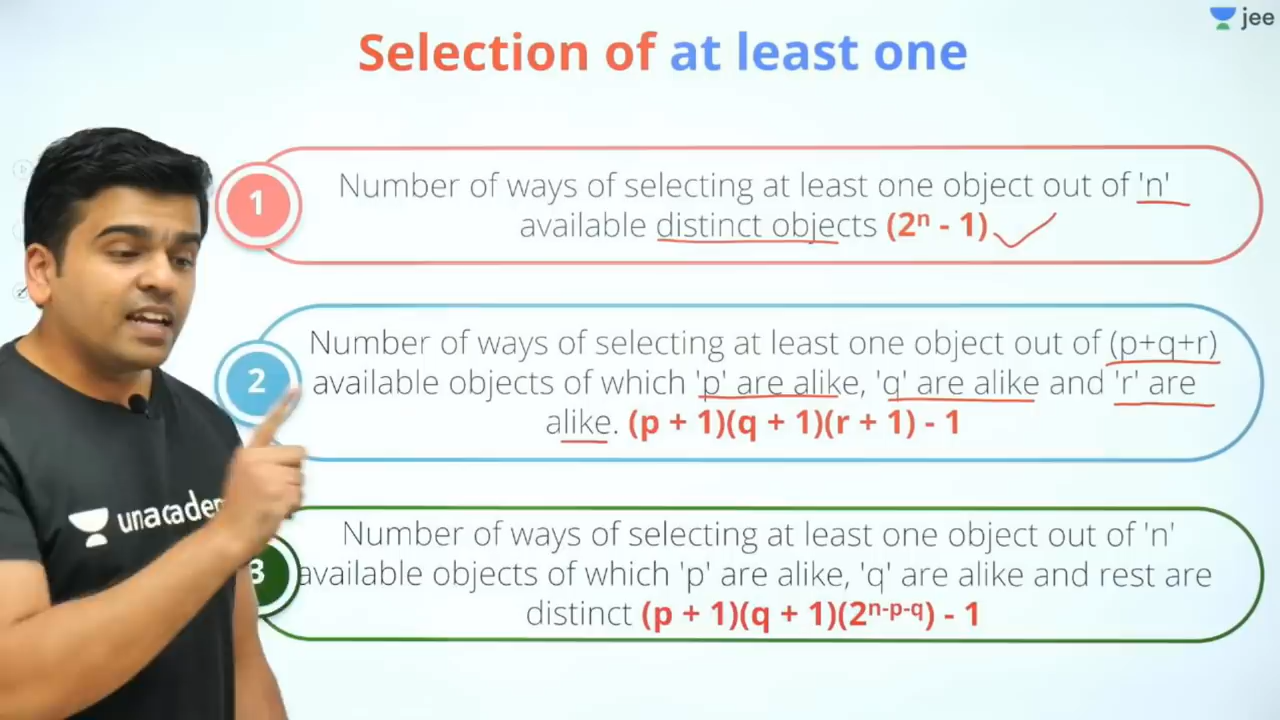 jee
Selection of at least one
1
Number of ways of selecting at least one object out of 'n'
available distinct objects (2ⁿ - 1)
2
Number of ways of selecting at least one object out of (p+q+r)
available objects of which 'p' are alike, 'q' are alike and 'r' are
alike. (p + 1)(q + 1)(r + 1) - 1
unacadem
3
Number of ways of selecting at least one object out of 'n'
available objects of which 'p' are alike, 'q' are alike and rest are
distinct (p + 1)(q + 1)(2ⁿ⁻ᵖ⁻q) - 1